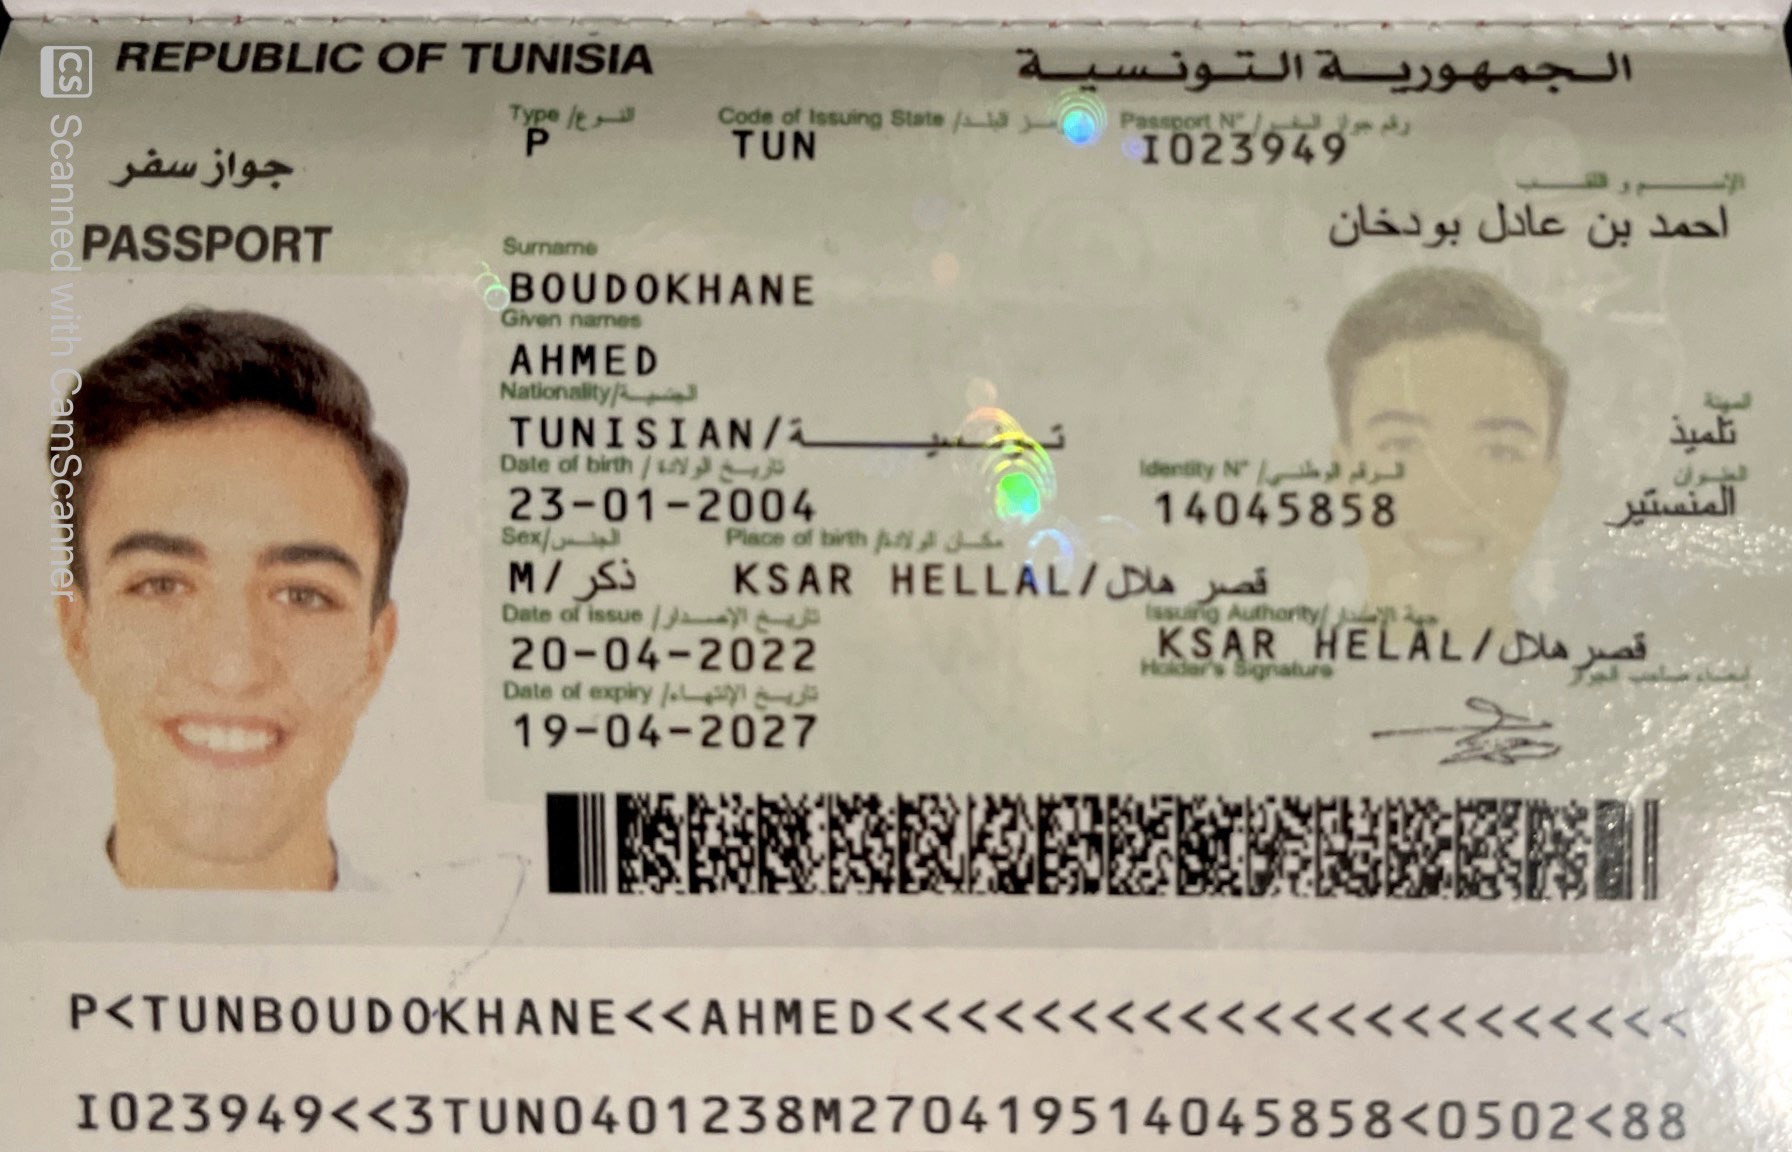 REPUBLIC OF TUNISIA
الجمهورية التونسية
Type / النوع
P
Code of Issuing State / رمز البلد
TUN
Passport N° / رقم جواز السفر
I023949
جواز سفر
PASSPORT
الإسم و اللقب
احمد بن عادل بودخان
Surname
BOUDOKHANE
Given names
AHMED
Nationality/الجنسية
TUNISIAN/تونسية
المهنة
تلميذ
Date of birth / تاريخ الولادة
23-01-2004
Identity N° / الرقم الوطني
14045858
العنوان
المنستير
Sex/الجنس
M/ ذكر
Place of birth /مكان الولادة
KSAR HELLAL/قصر هلال
Date of issue / تاريخ الإصدار
20-04-2022
Issuing Authority/ جهة الإصدار
KSAR HELAL/قصر هلال
Date of expiry / تاريخ الإنتهاء
19-04-2027
Holder's Signature
إمضاء صاحب الجواز
P<TUNBOUDOKHANE<<AHMED<<<<<<<<<<<<<<<<<<<<<<
I023949<<3TUN0401238M270419514045858<0502<88
CS Scanned with CamScanner